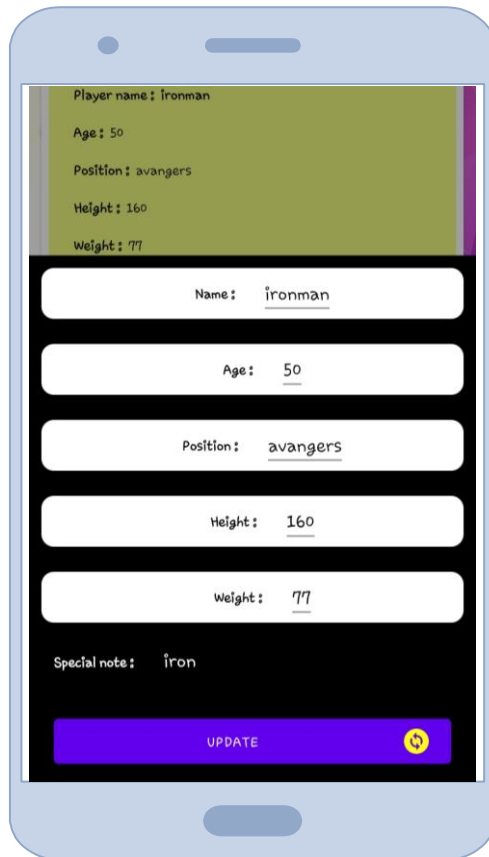 Player name: ironman
Age: 50
Position: avangers
Height: 160
Weight: 77
Name: ironman
Age: 50
Position: avangers
Height: 160
Weight: 77
Special note: iron
UPDATE